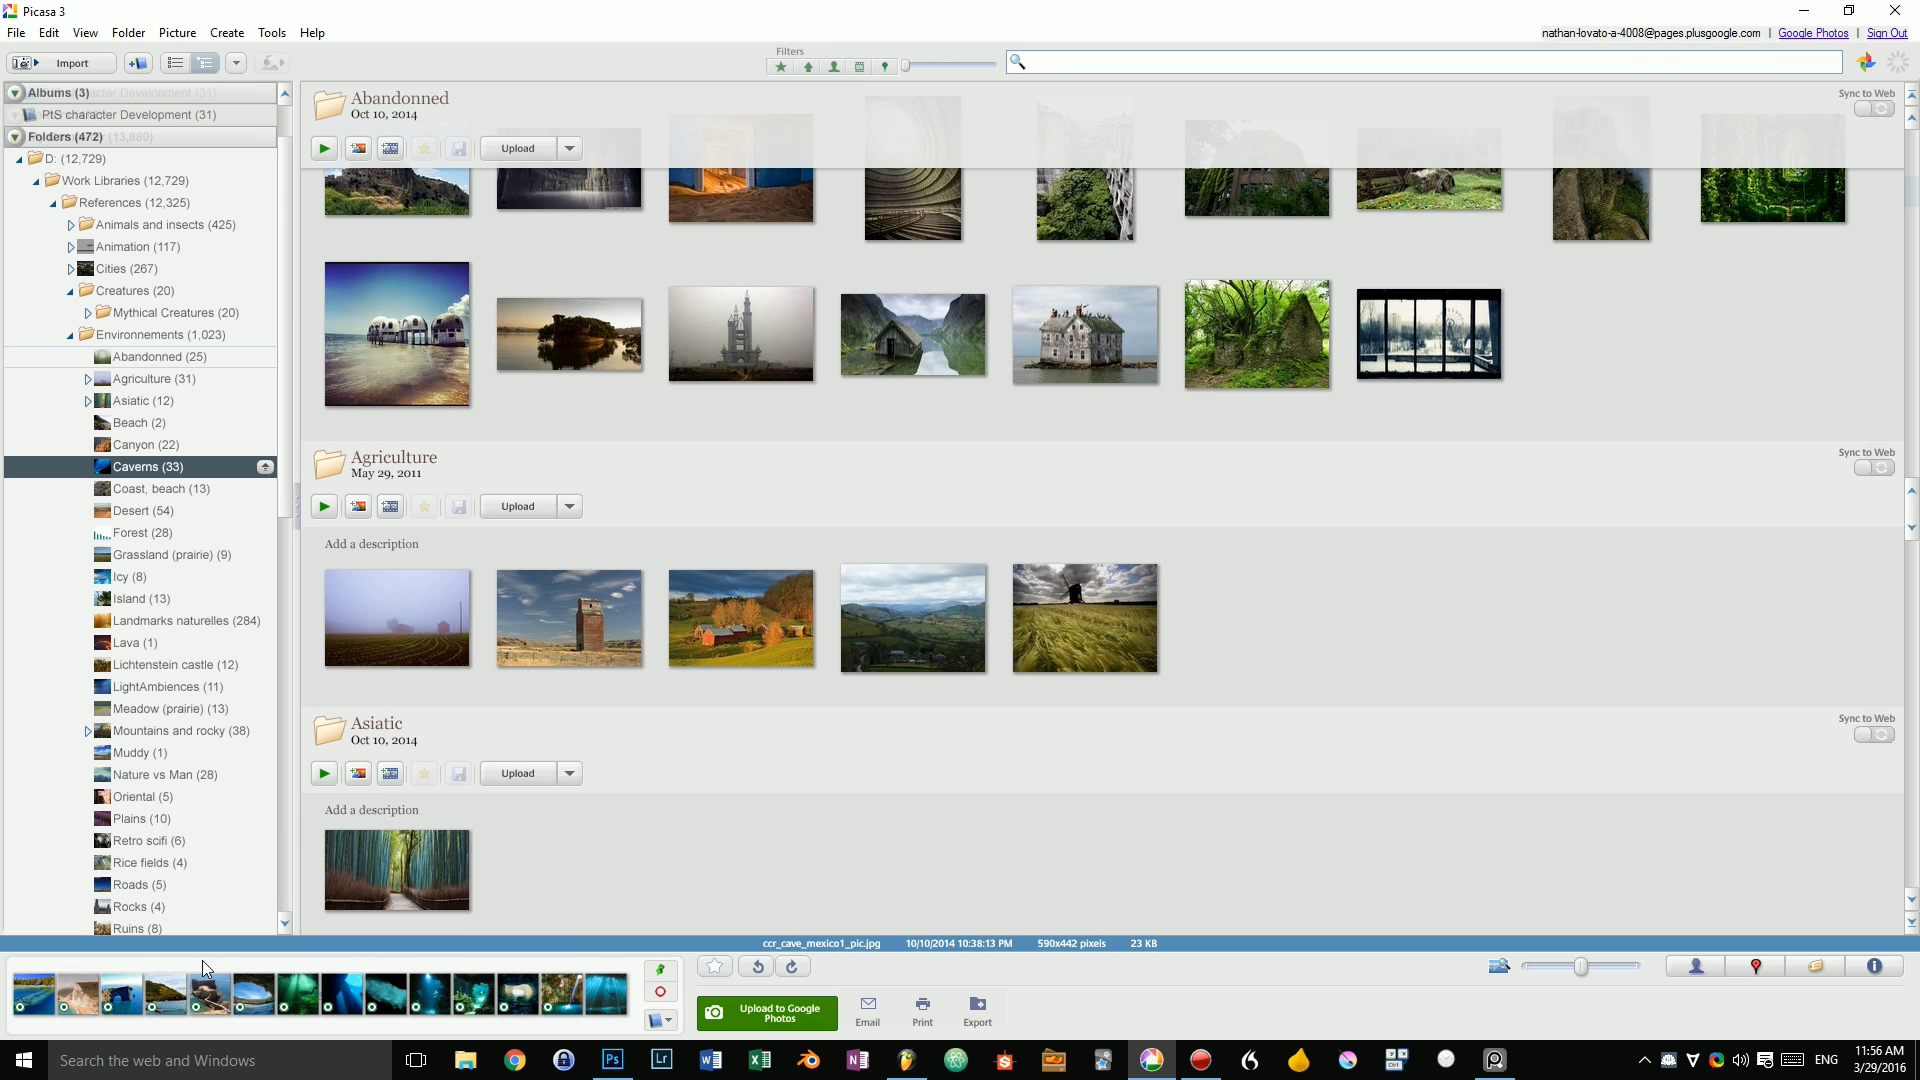 Picasa 3
File Edit View Folder Picture Create Tools Help
nathan-lovato-a-4008@pages.plusgoogle.com | Google Photos | Sign Out
Import
Filters
Albums (3)
PtS character Development (31)
Folders (472)
D: (12,729)
Work Libraries (12,729)
References (12,325)
Animals and insects (425)
Animation (117)
Cities (267)
Creatures (20)
Mythical Creatures (20)
Environnements (1,023)
Abandonned (25)
Agriculture (31)
Asiatic (12)
Beach (2)
Canyon (22)
Caverns (33)
Coast, beach (13)
Desert (54)
Forest (28)
Grassland (prairie) (9)
Icy (8)
Island (13)
Landmarks naturelles (284)
Lava (1)
Lichtenstein castle (12)
LightAmbiences (11)
Meadow (prairie) (13)
Mountains and rocky (38)
Muddy (1)
Nature vs Man (28)
Oriental (5)
Plains (10)
Retro scifi (6)
Rice fields (4)
Roads (5)
Rocks (4)
Ruins (8)
Abandonned
Oct 10, 2014
Sync to Web
Upload
Agriculture
May 29, 2011
Sync to Web
Upload
Add a description
Asiatic
Oct 10, 2014
Sync to Web
Upload
Add a description
ccr_cave_mexico1_pic.jpg 10/10/2014 10:38:13 PM 590x442 pixels 23 KB
Upload to Google
Photos
Email
Print
Export
Search the web and Windows
ENG
11:56 AM
3/29/2016